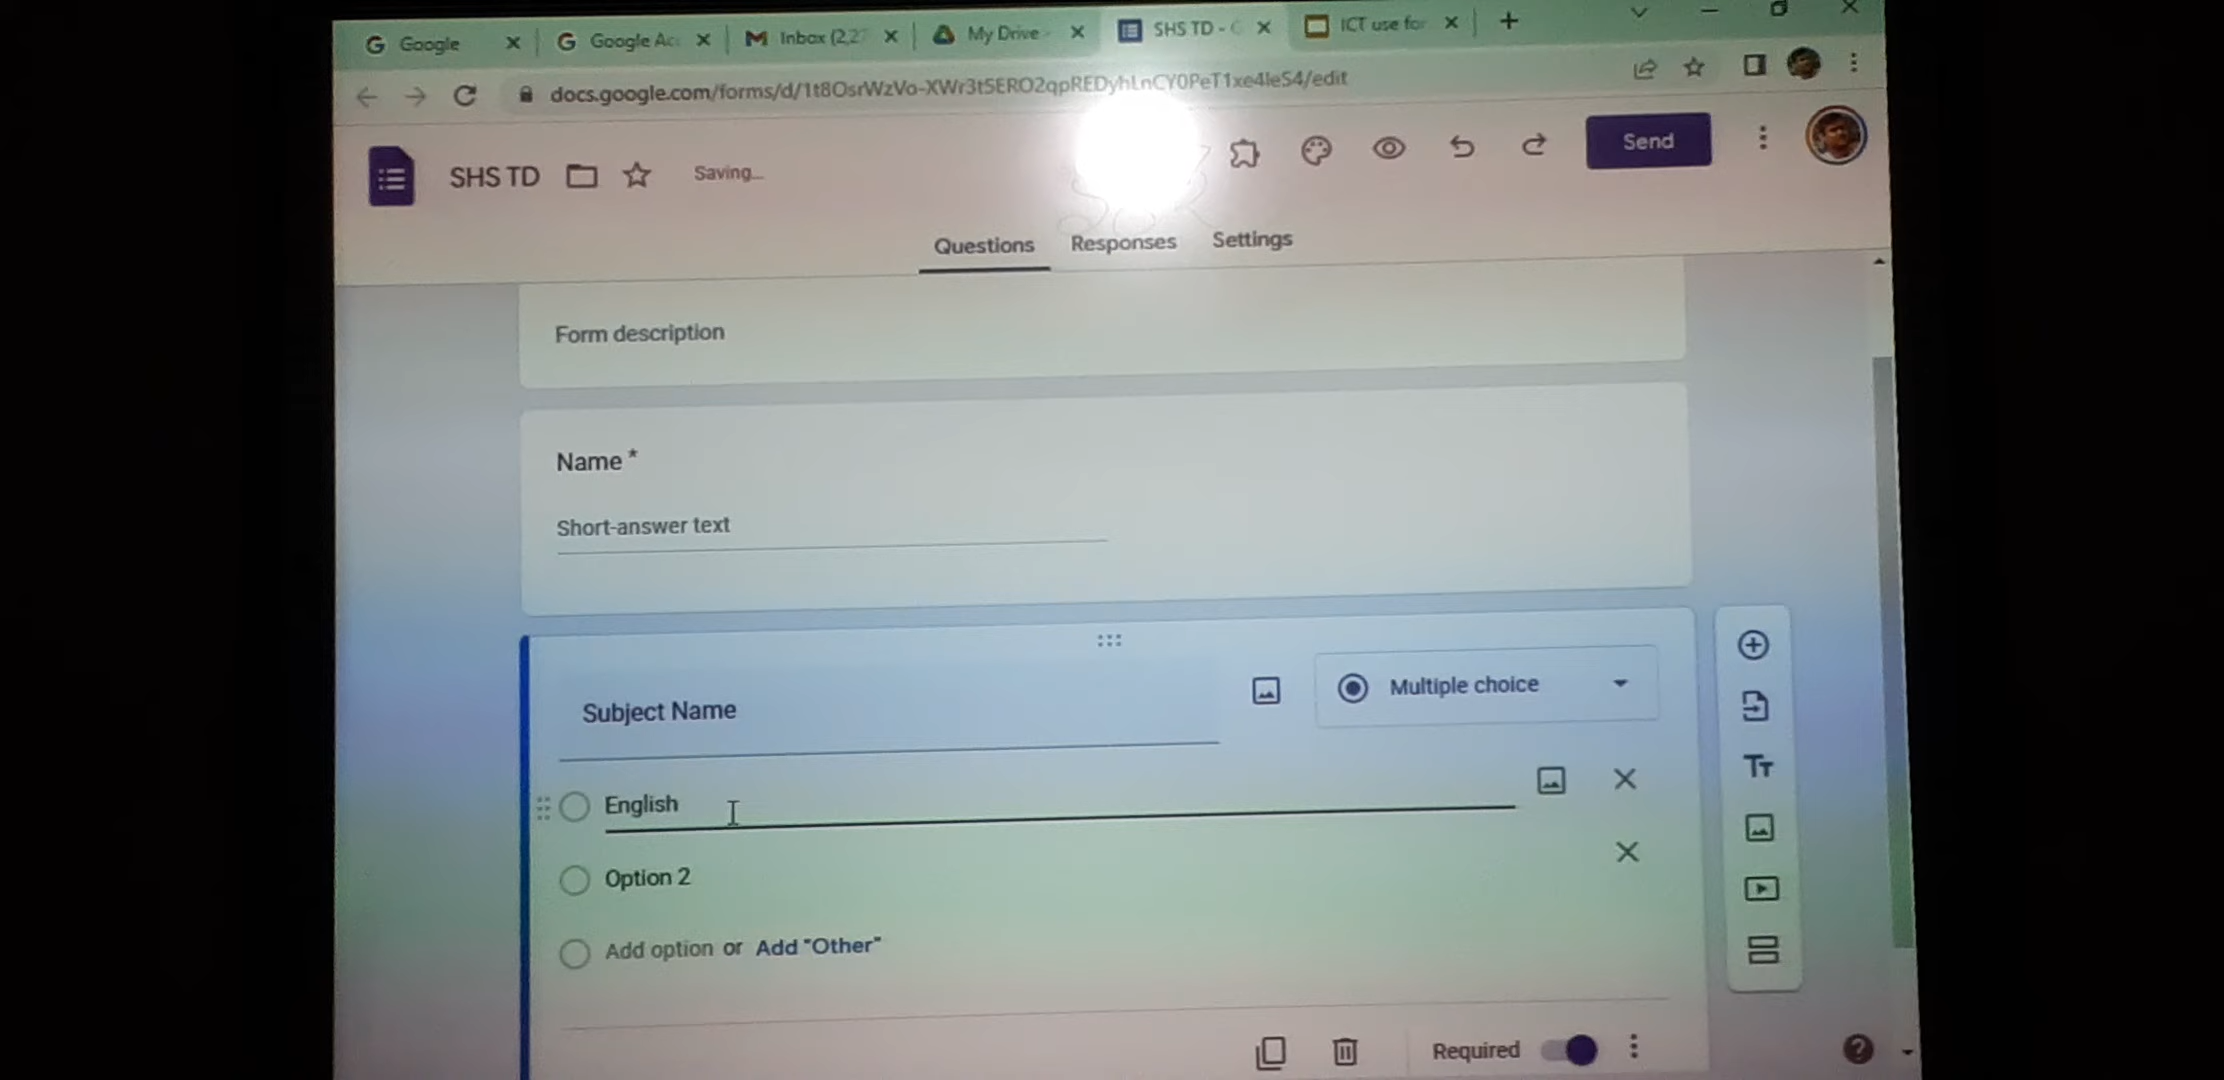 Google
Google Acc
Inbox (2,27
My Drive -
SHS TD - G
ICT use for
docs.google.com/forms/d/1t8OsrWzVo-XWr3t5ERO2qpREDyhLnCY0PeT1xe4leS4/edit
SHS TD
Saving...
Send
Questions
Responses
Settings
Form description
Name *
Short-answer text
Subject Name
Multiple choice
English
Option 2
Add option or Add "Other"
Required